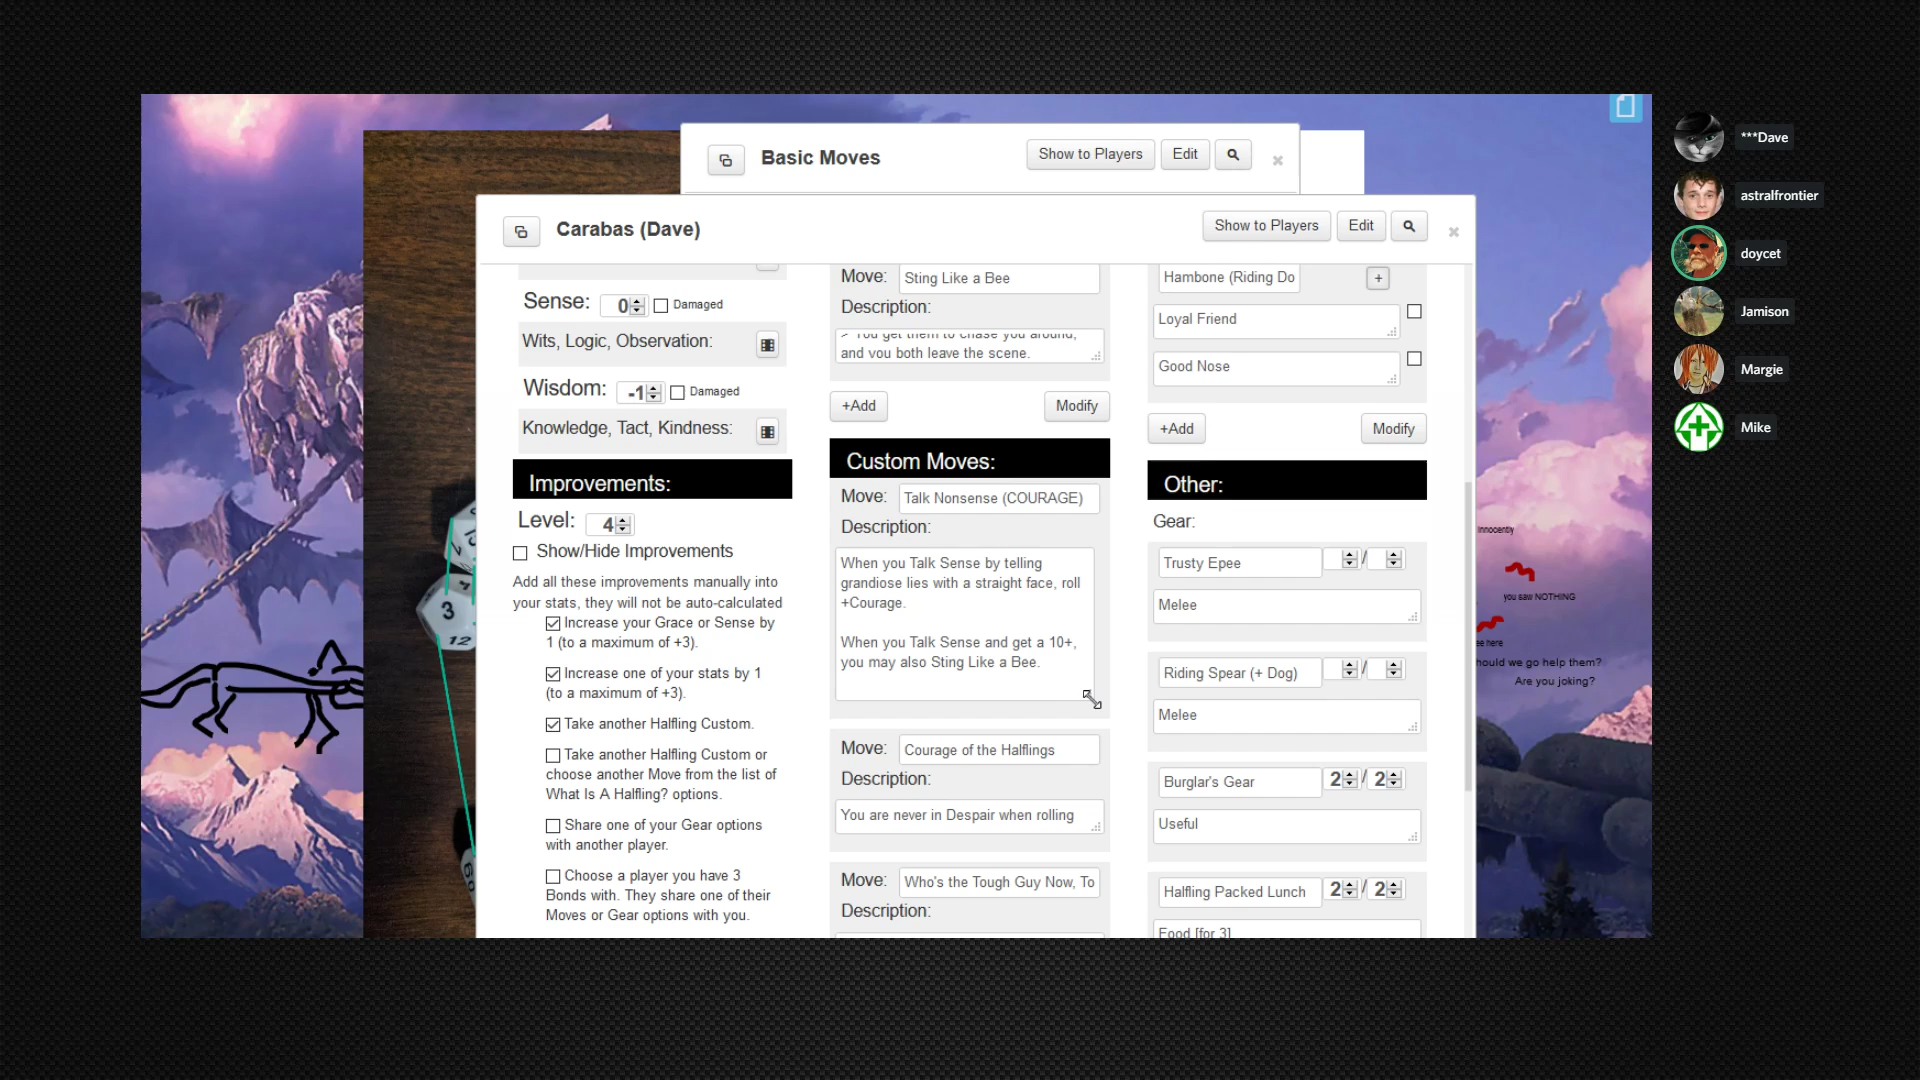 Basic Moves
Show to Players
Edit
Carabas (Dave)
Show to Players
Edit
Sense: 0 Damaged
Wits, Logic, Observation:
Wisdom: -1 Damaged
Knowledge, Tact, Kindness:
Improvements:
Level: 4
Show/Hide Improvements
Add all these improvements manually into
your stats, they will not be auto-calculated
Increase your Grace or Sense by
1 (to a maximum of +3).
Increase one of your stats by 1
(to a maximum of +3).
Take another Halfling Custom.
Take another Halfling Custom or
choose another Move from the list of
What Is A Halfling? options.
Share one of your Gear options
with another player.
Choose a player you have 3
Bonds with. They share one of their
Moves or Gear options with you.
Move: Sting Like a Bee
Description:
> You get them to chase you around,
and you both leave the scene.
+Add
Modify
Custom Moves:
Move: Talk Nonsense (COURAGE)
Description:
When you Talk Sense by telling
grandiose lies with a straight face, roll
+Courage.
When you Talk Sense and get a 10+,
you may also Sting Like a Bee.
Move: Courage of the Halflings
Description:
You are never in Despair when rolling
Move: Who's the Tough Guy Now, To
Description:
Hambone (Riding Do
+
Loyal Friend
Good Nose
+Add
Modify
Other:
Gear:
Trusty Epee /
Melee
Riding Spear (+ Dog) /
Melee
Burglar's Gear 2 / 2
Useful
Halfling Packed Lunch 2 / 2
Food [for 3]
3
12
innocently
you saw NOTHING
ee here
hould we go help them?
Are you joking?
***Dave
astralfrontier
doycet
Jamison
Margie
Mike